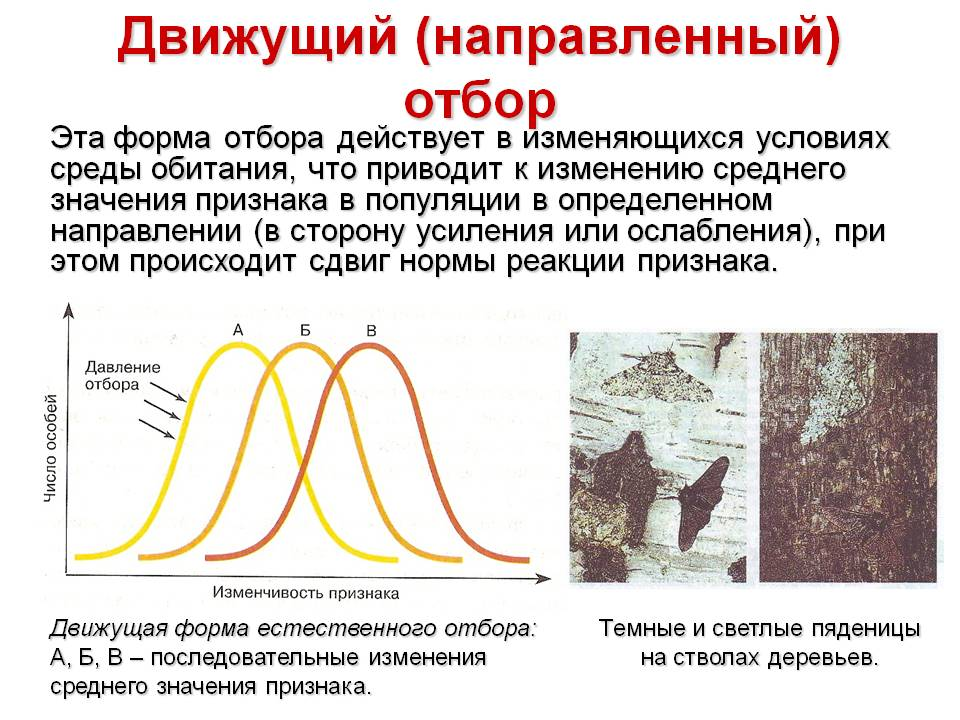 Движущий (направленный)
отбор
Эта форма отбора действует в изменяющихся условиях
среды обитания, что приводит к изменению среднего
значения признака в популяции в определенном
направлении (в сторону усиления или ослабления), при
этом происходит сдвиг нормы реакции признака.
А Б В
Давление
отбора
Число особей
Изменчивость признака
Движущая форма естественного отбора:
А, Б, В – последовательные изменения
среднего значения признака.
Темные и светлые пяденицы
на стволах деревьев.